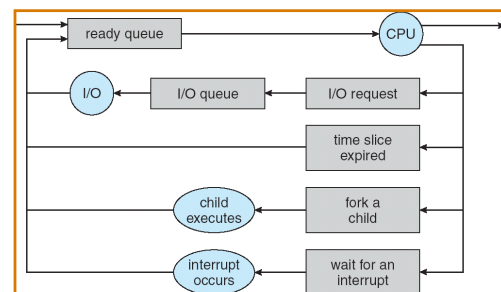 ready queue
CPU
I/O
I/O queue
I/O request
time slice
expired
child
executes
fork a
child
interrupt
occurs
wait for an
interrupt